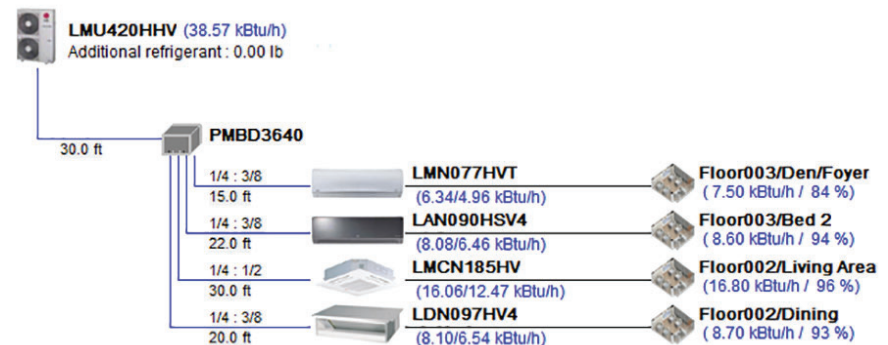 LMU420HHV (38.57 kBtu/h)
Additional refrigerant : 0.00 lb
30.0 ft
PMBD3640
1/4 : 3/8
15.0 ft
LMN077HVT
(6.34/4.96 kBtu/h)
Floor003/Den/Foyer
( 7.50 kBtu/h / 84 %)
1/4 : 3/8
22.0 ft
LAN090HSV4
(8.08/6.46 kBtu/h)
Floor003/Bed 2
( 8.60 kBtu/h / 94 %)
1/4 : 1/2
30.0 ft
LMCN185HV
(16.06/12.47 kBtu/h)
Floor002/Living Area
(16.80 kBtu/h / 96 %)
1/4 : 3/8
20.0 ft
LDN097HV4
(8.10/6.54 kBtu/h)
Floor002/Dining
( 8.70 kBtu/h / 93 %)